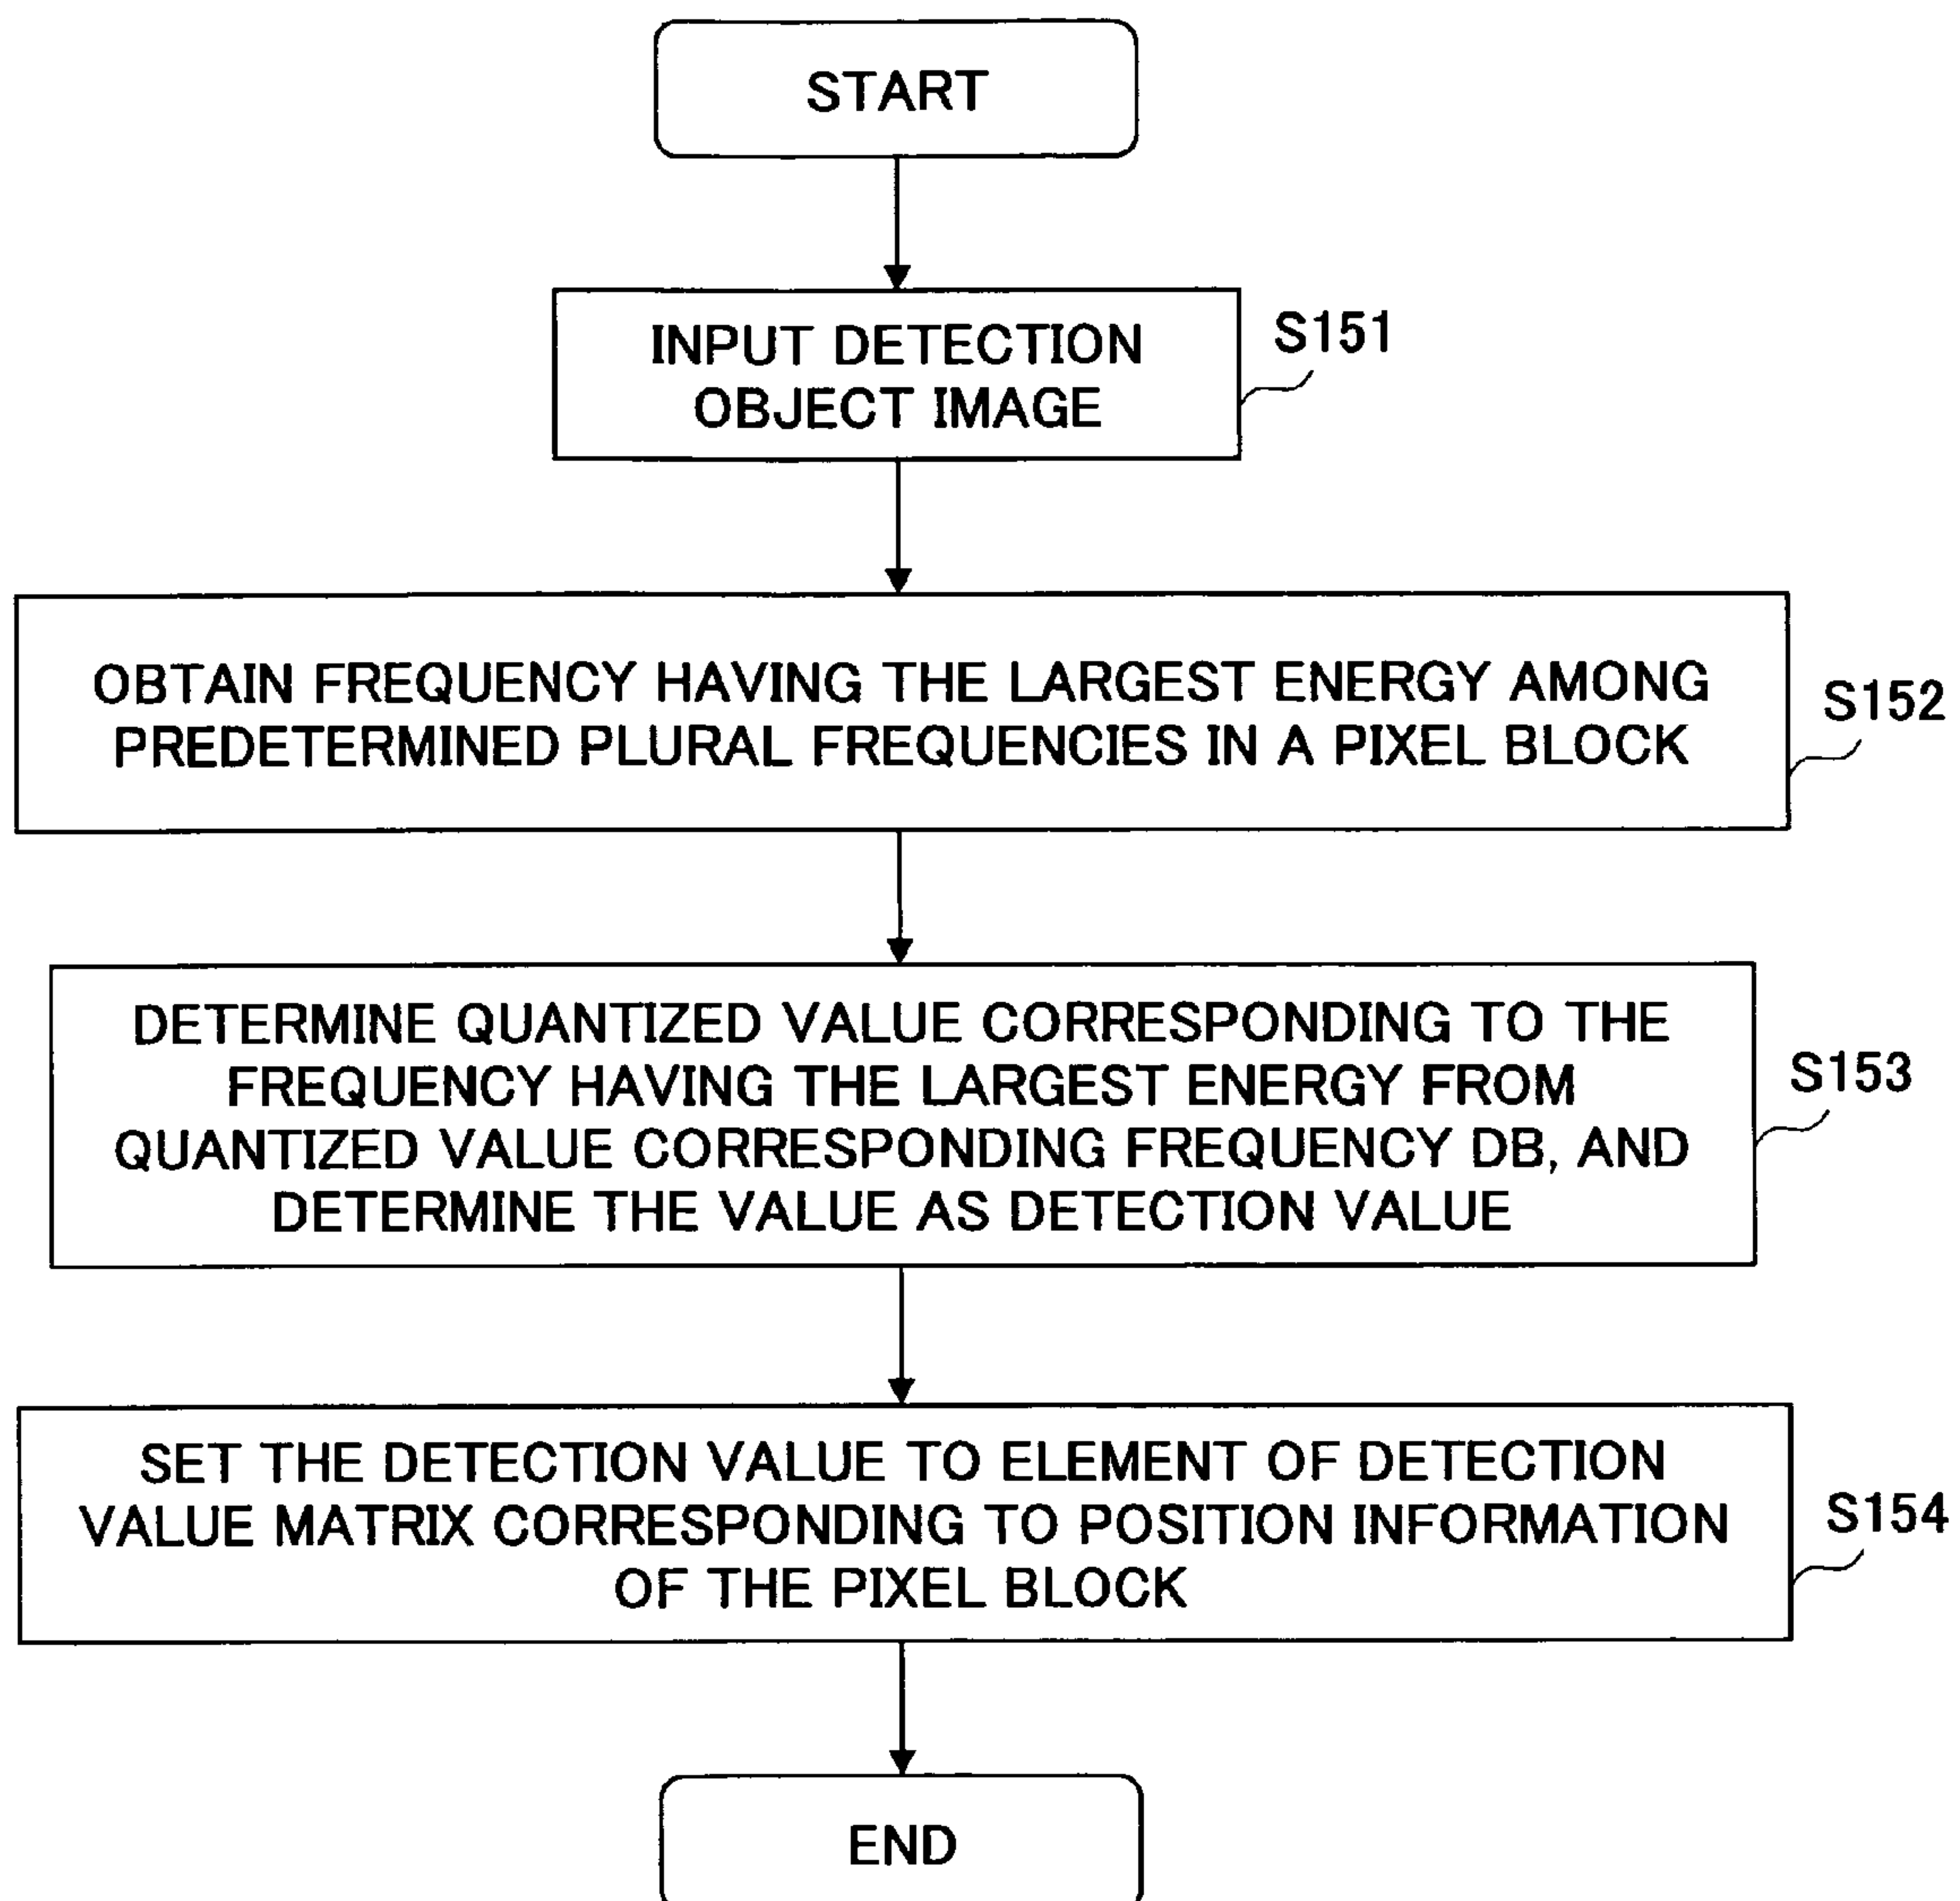 START
INPUT DETECTION
OBJECT IMAGE
S151
OBTAIN FREQUENCY HAVING THE LARGEST ENERGY AMONG
PREDETERMINED PLURAL FREQUENCIES IN A PIXEL BLOCK
S152
DETERMINE QUANTIZED VALUE CORRESPONDING TO THE
FREQUENCY HAVING THE LARGEST ENERGY FROM
QUANTIZED VALUE CORRESPONDING FREQUENCY DB, AND
DETERMINE THE VALUE AS DETECTION VALUE
S153
SET THE DETECTION VALUE TO ELEMENT OF DETECTION
VALUE MATRIX CORRESPONDING TO POSITION INFORMATION
OF THE PIXEL BLOCK
S154
END